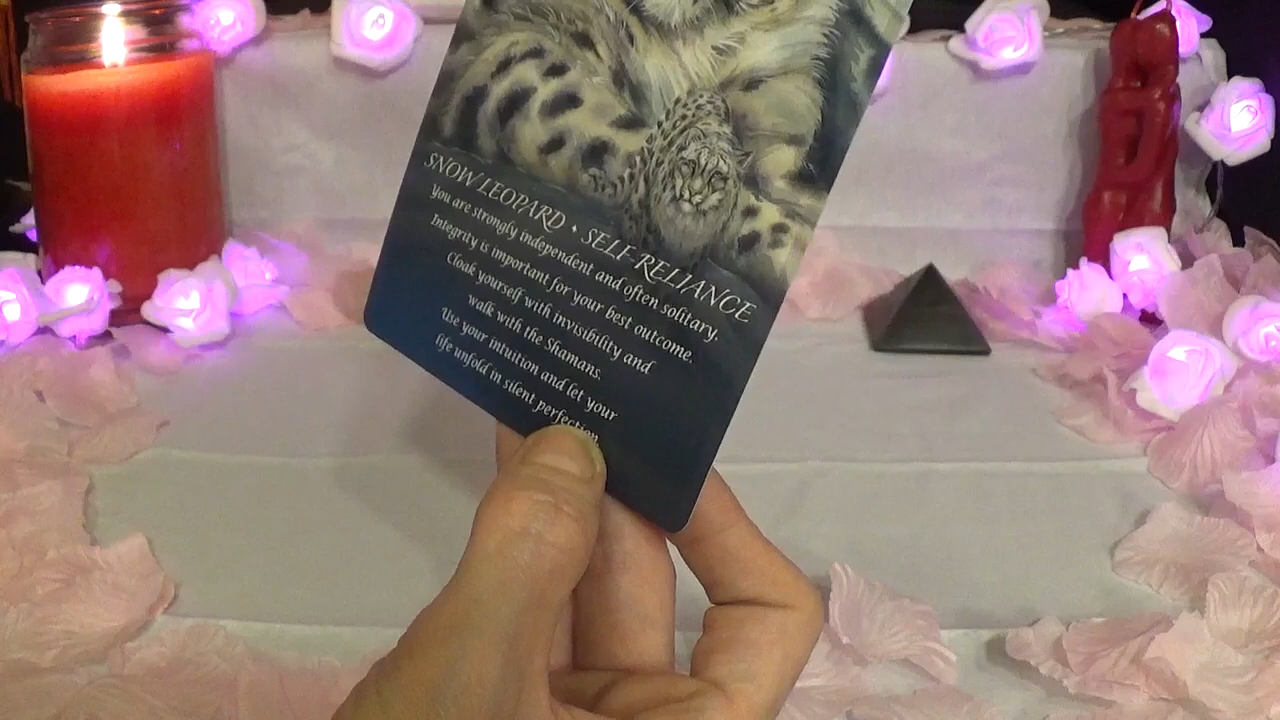 SNOW LEOPARD • SELF-RELIANCE
You are strongly independent and often solitary.
Integrity is important for your best outcome.
Cloak yourself with invisibility and
walk with the Shamans.
Use your intuition and let your
life unfold in silent perfection.